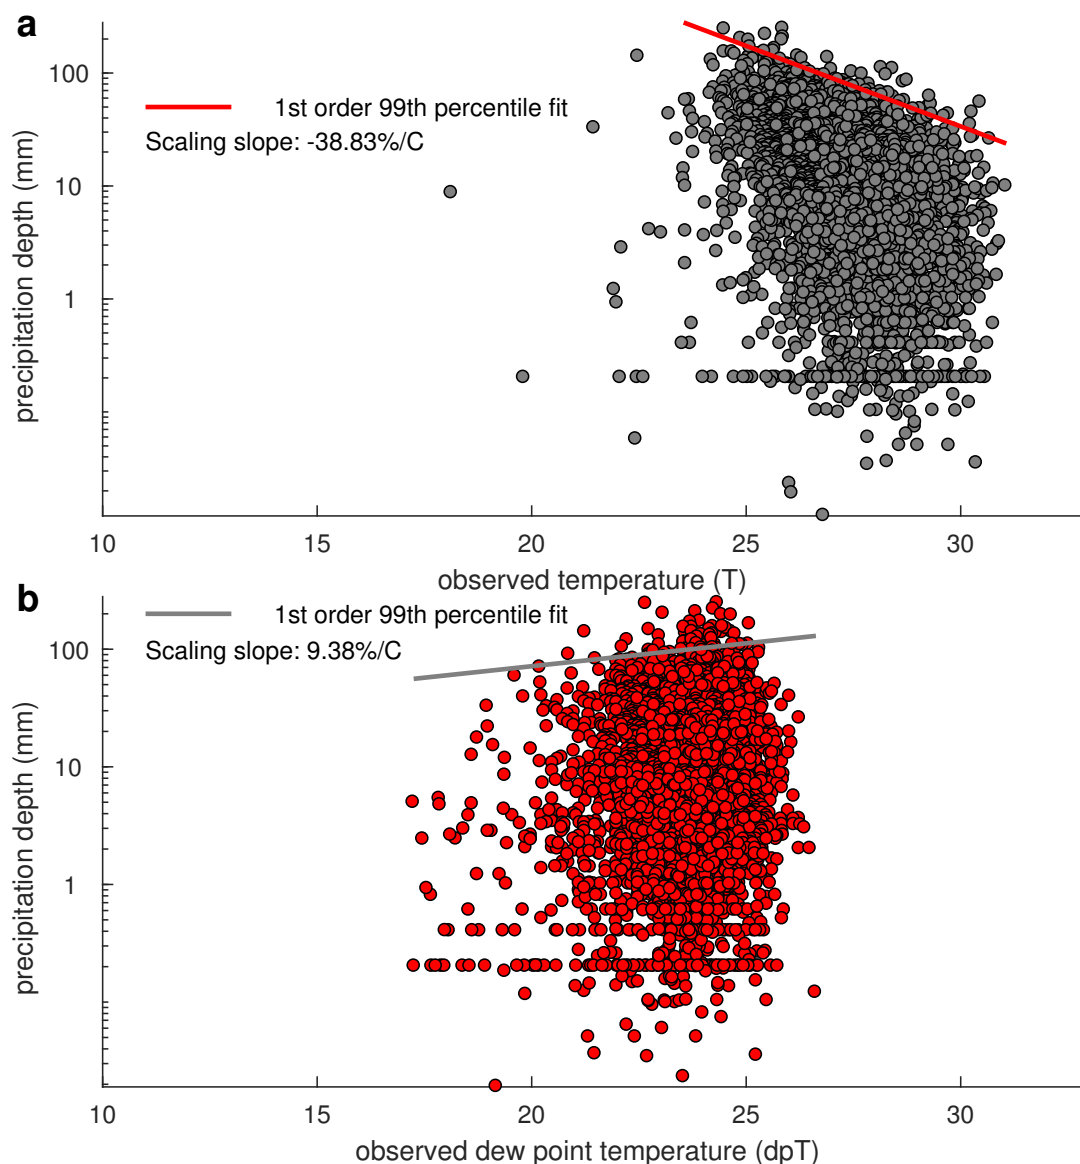 a
100
10
1
precipitation depth (mm)
1st order 99th percentile fit
Scaling slope: -38.83%/C
10 15 20 25 30
observed temperature (T)
b
100
10
1
precipitation depth (mm)
1st order 99th percentile fit
Scaling slope: 9.38%/C
10 15 20 25 30
observed dew point temperature (dpT)